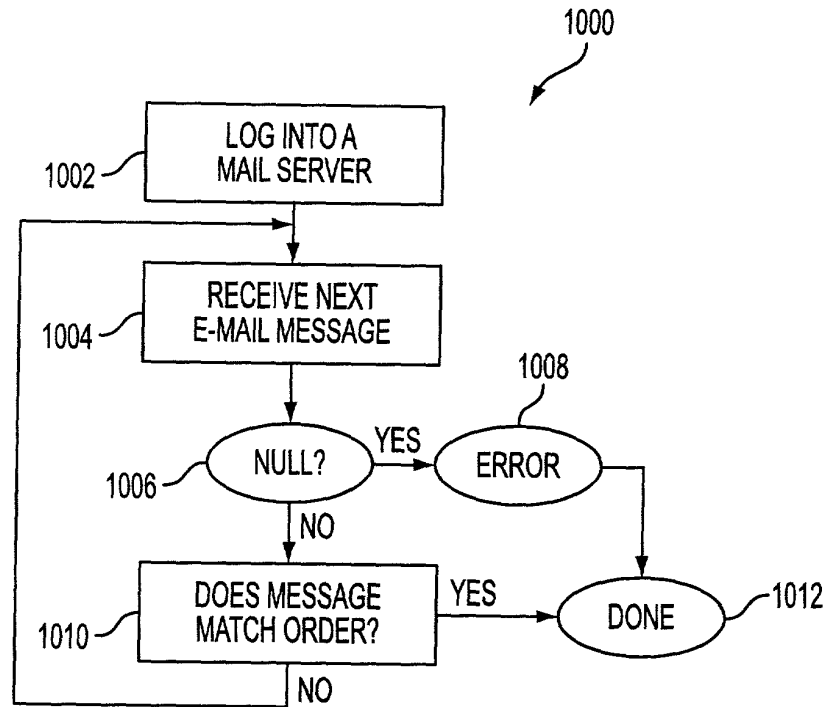 1000
LOG INTO A
MAIL SERVER
1002
RECEIVE NEXT
E-MAIL MESSAGE
1004
1008
NULL?
YES
ERROR
1006
NO
DOES MESSAGE
MATCH ORDER?
YES
DONE
1012
1010
NO